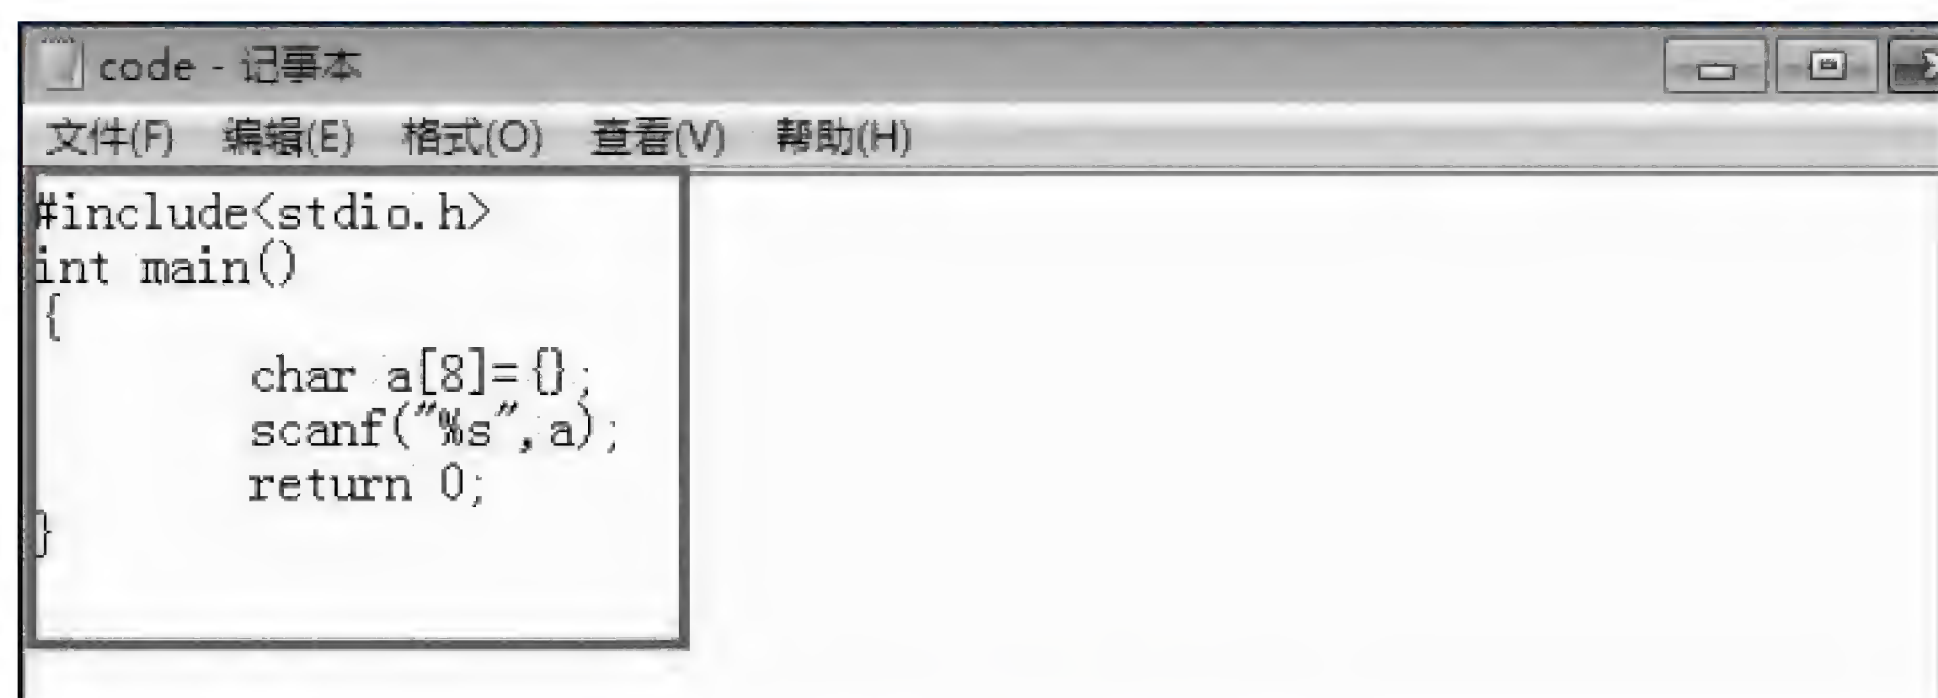 code - 记事本
文件(F) 编辑(E) 格式(O) 查看(V) 帮助(H)
#include<stdio.h>
int main()
{
char a[8]={};
scanf("%s",a);
return 0;
}